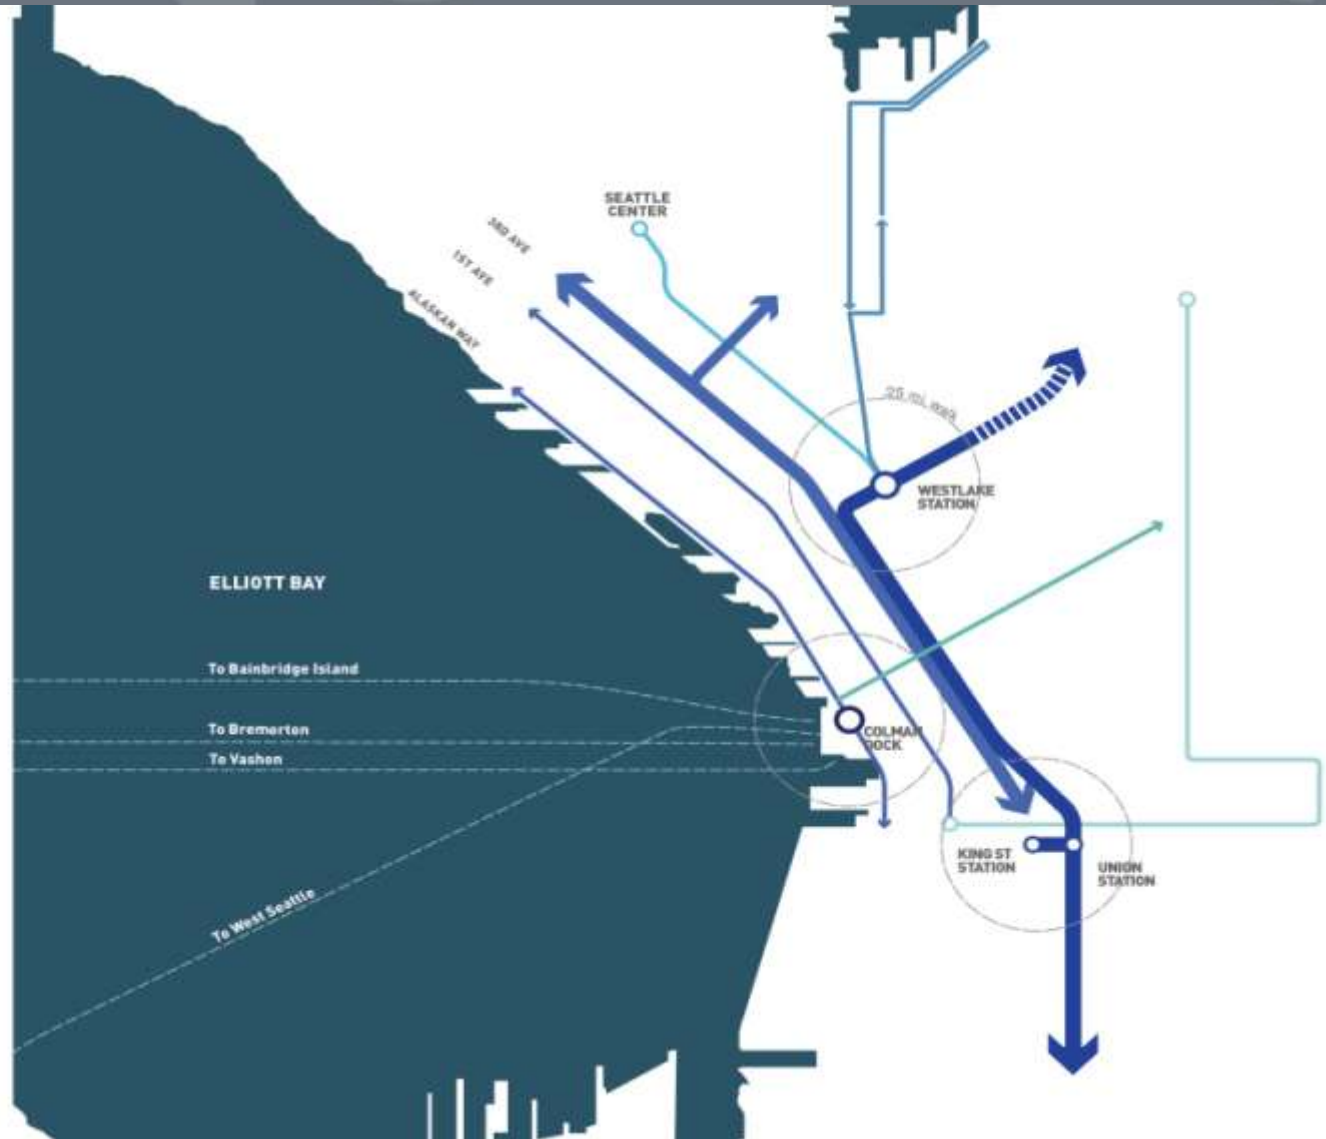 SEATTLE
CENTER
3RD AVE
1ST AVE
ALASKAN WAY
.25 mi. walk
WESTLAKE
STATION
ELLIOTT BAY
To Bainbridge Island
To Bremerton
To Vashon
COLMAN
DOCK
To West Seattle
KING ST
STATION
UNION
STATION